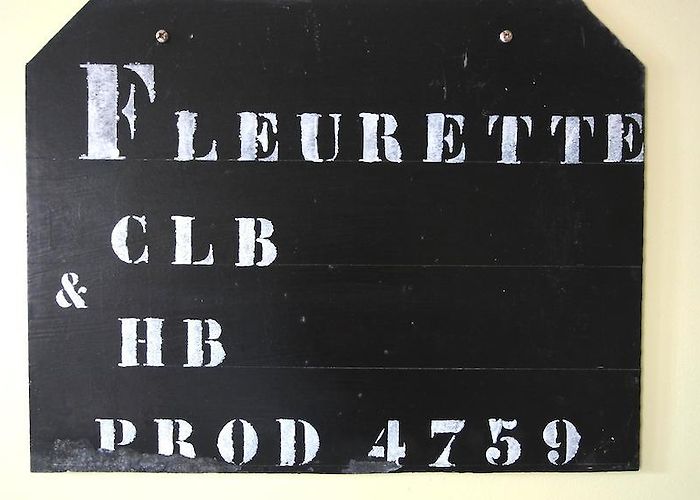 FLEURETTE
CLB
&
HB
PROD 4759